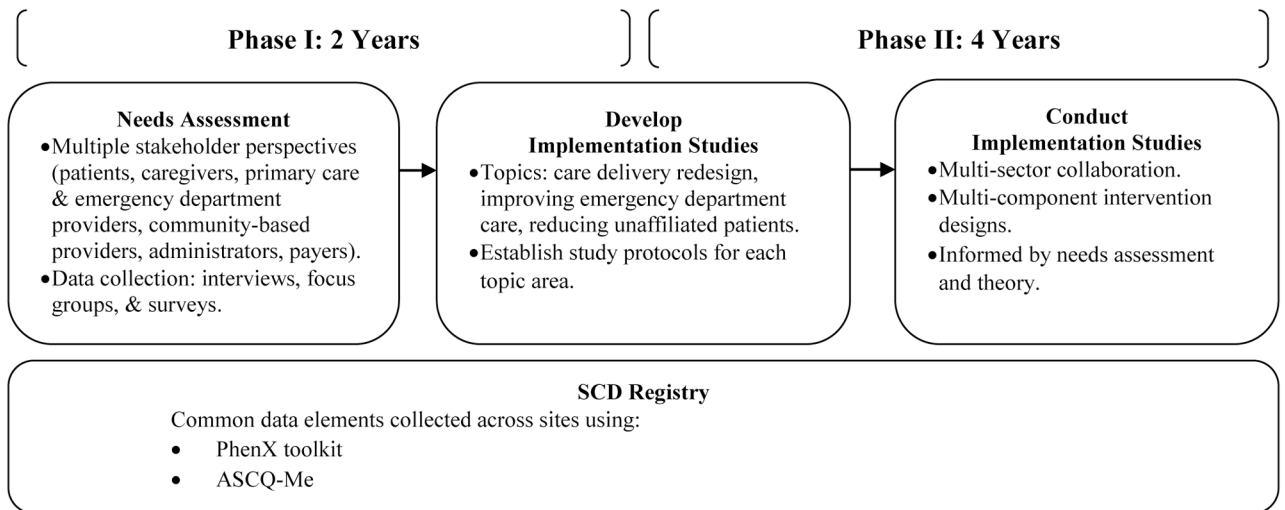 Phase I: 2 Years
Phase II: 4 Years
Needs Assessment
•Multiple stakeholder perspectives
(patients, caregivers, primary care
& emergency department
providers, community-based
providers, administrators, payers).
•Data collection: interviews, focus
groups, & surveys.
Develop
Implementation Studies
•Topics: care delivery redesign,
improving emergency department
care, reducing unaffiliated patients.
•Establish study protocols for each
topic area.
Conduct
Implementation Studies
•Multi-sector collaboration.
•Multi-component intervention
designs.
•Informed by needs assessment
and theory.
SCD Registry
Common data elements collected across sites using:
• PhenX toolkit
• ASCQ-Me